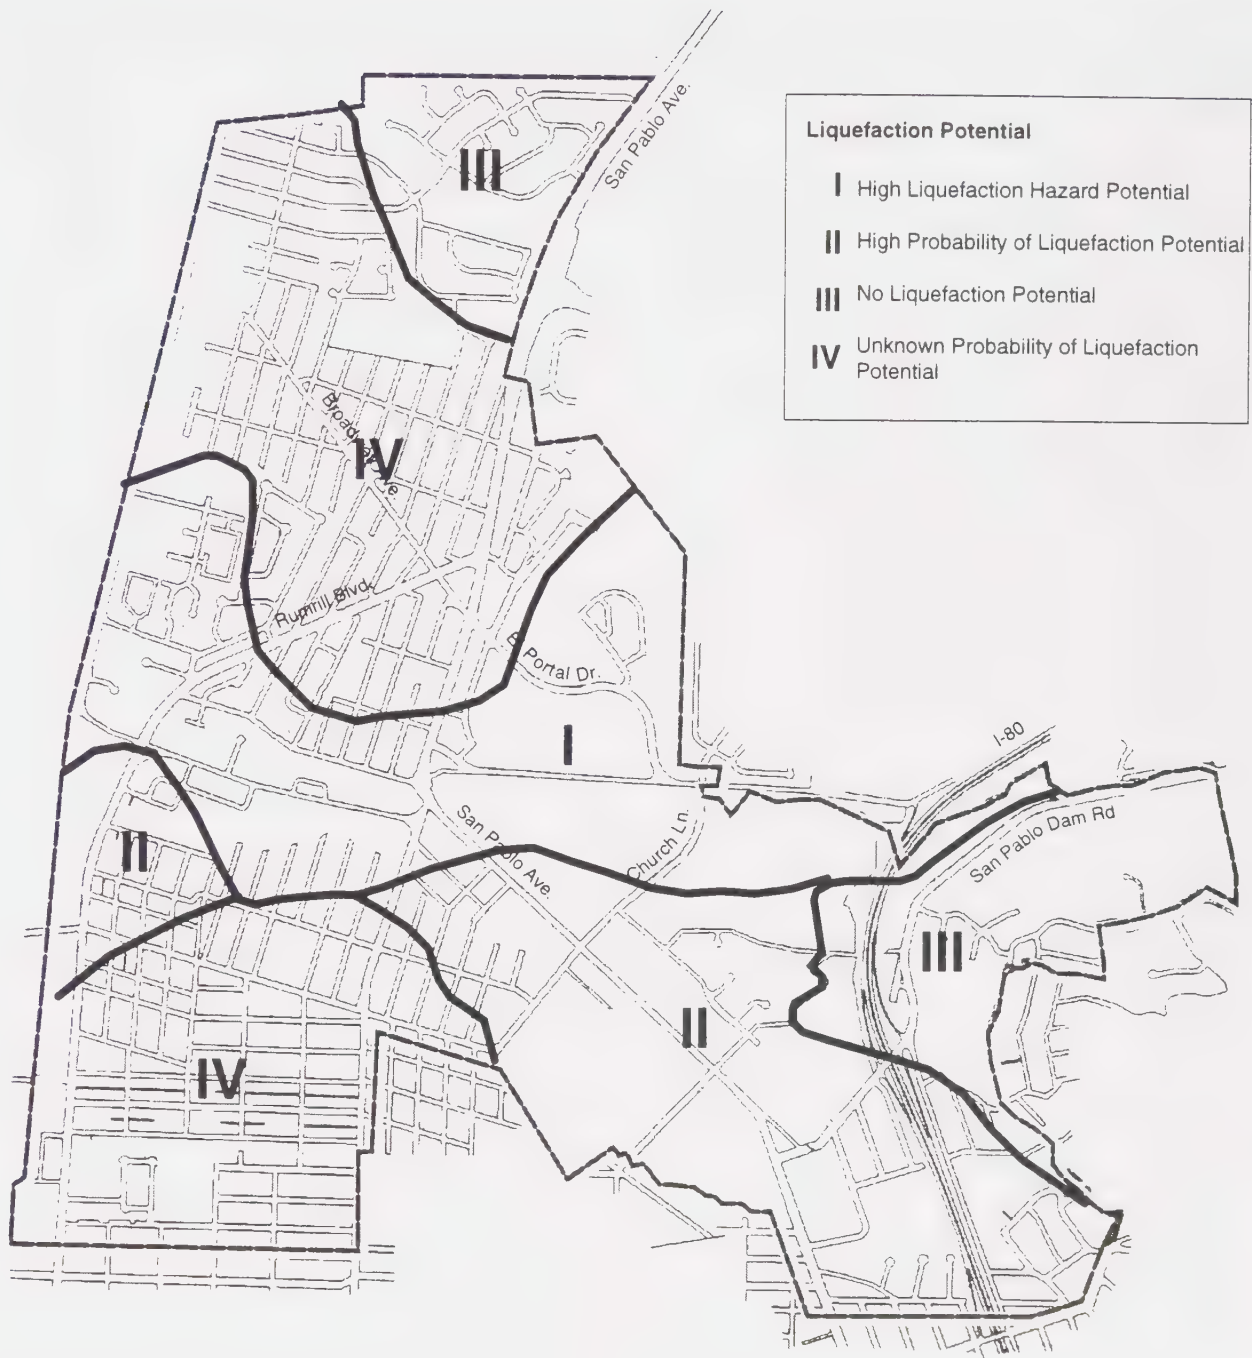 San Pablo Ave.
Liquefaction Potential
I High Liquefaction Hazard Potential
II High Probability of Liquefaction Potential
III No Liquefaction Potential
IV Unknown Probability of Liquefaction
Potential
III
Broadway Ave.
IV
Rumrill Blvd.
El Portal Dr.
I
I-80
San Pablo Ave.
Church Ln.
San Pablo Dam Rd
II
III
II
IV